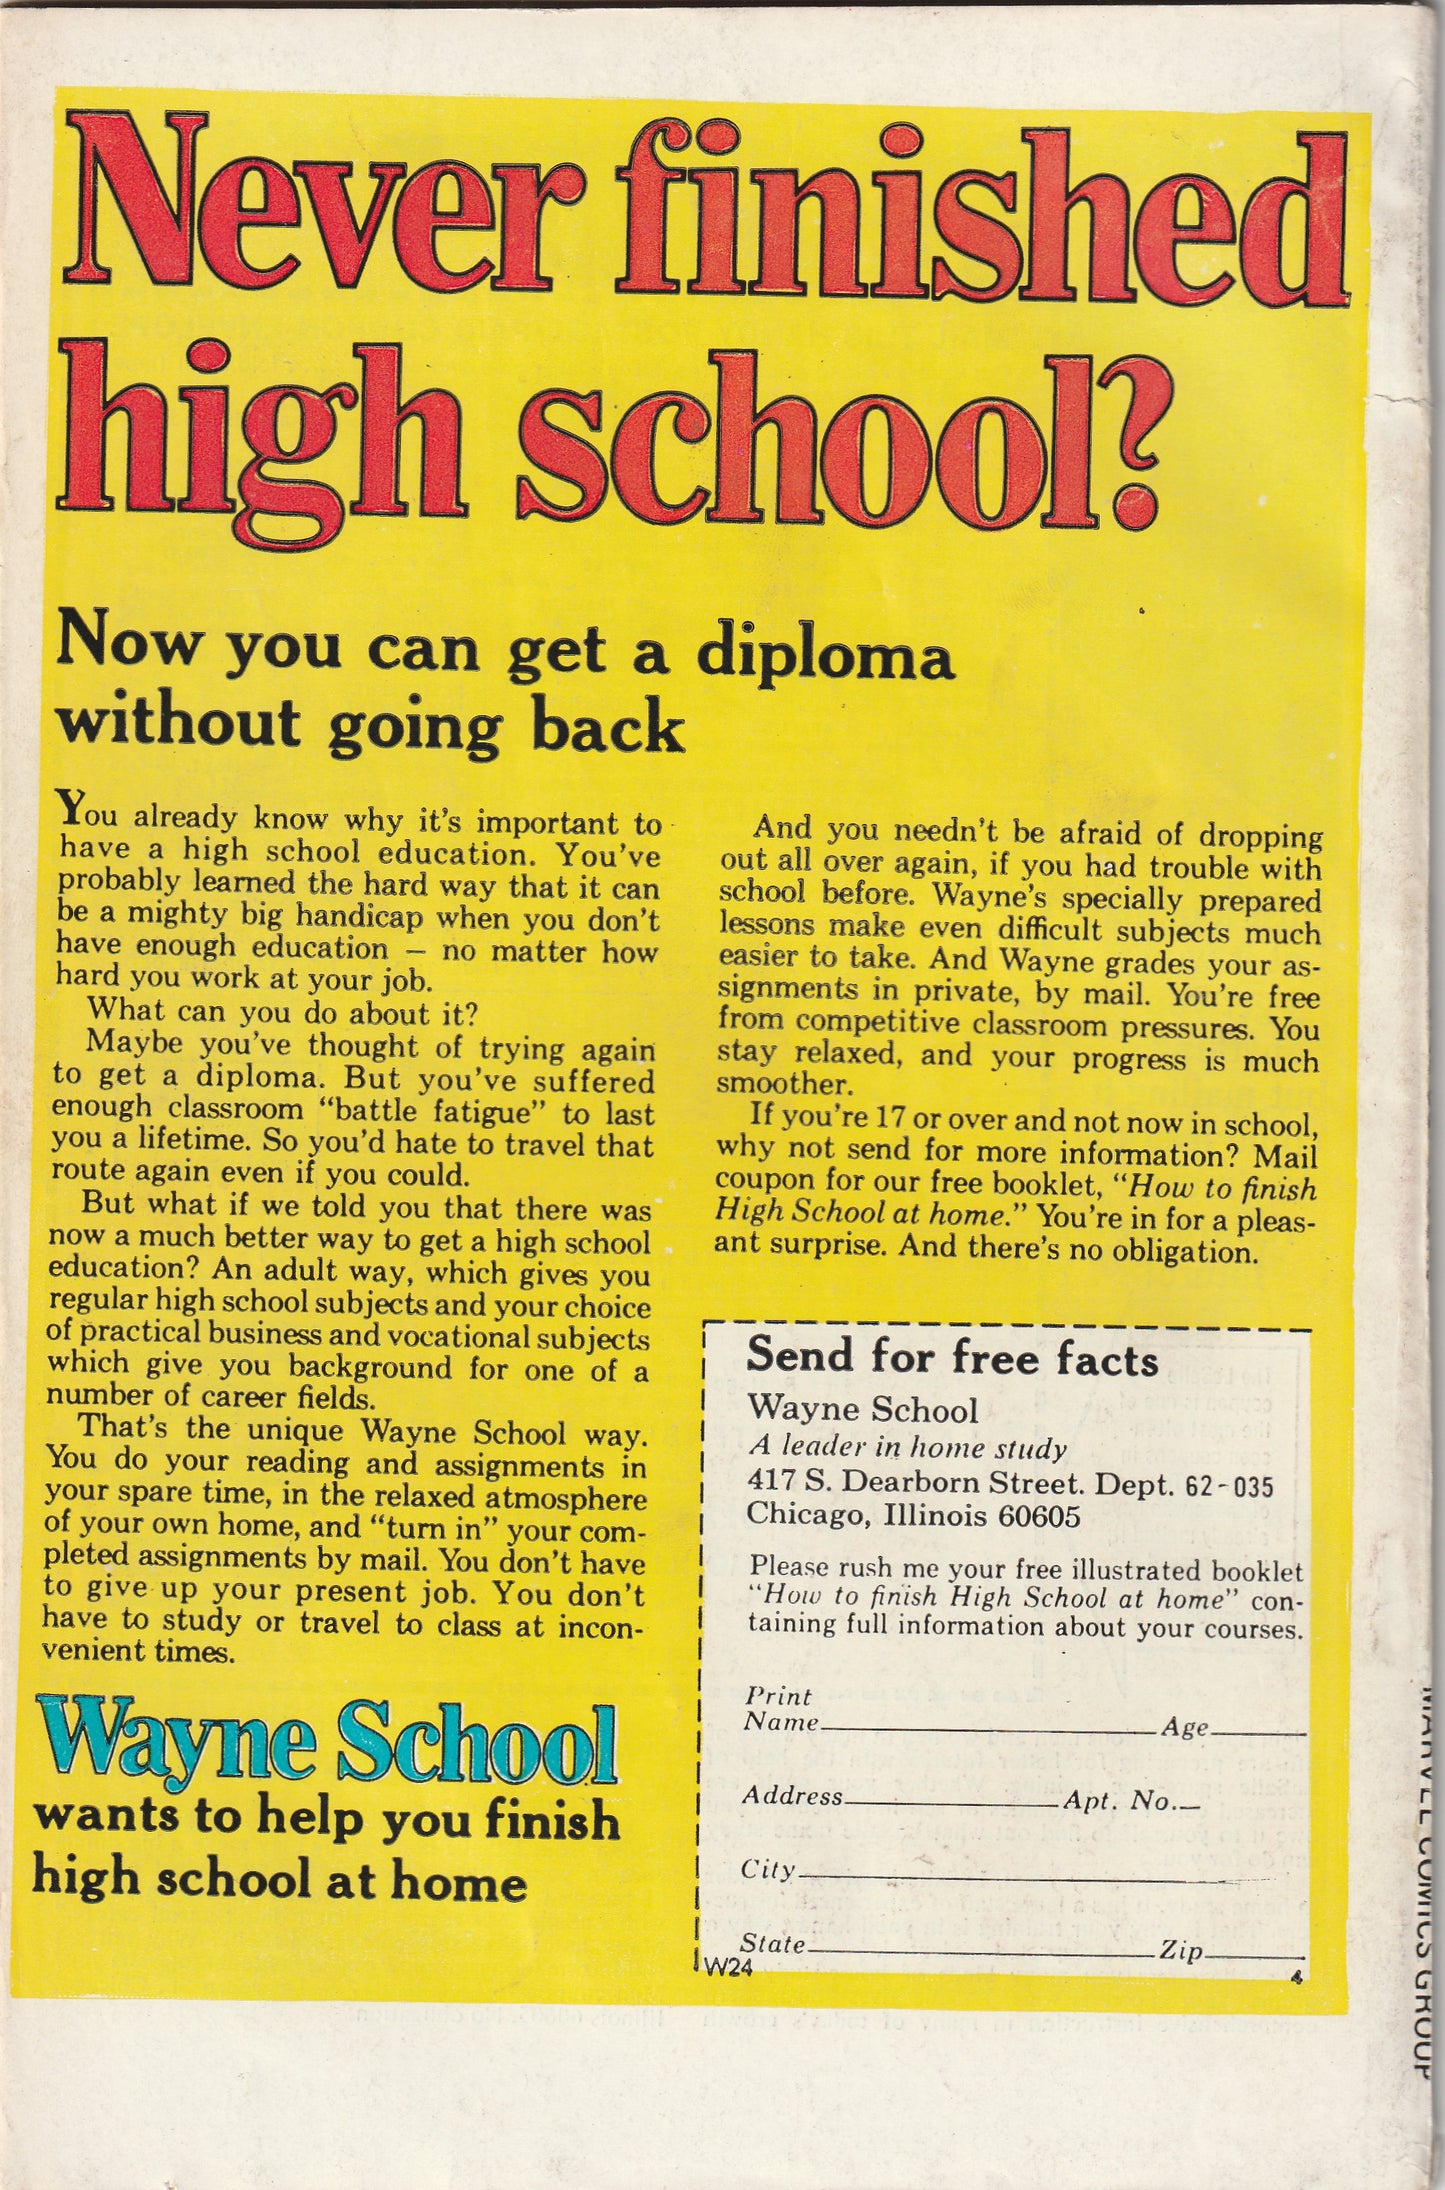 Never finished
high school?
Now you can get a diploma
without going back
You already know why it's important to
have a high school education. You've
probably learned the hard way that it can
be a mighty big handicap when you don't
have enough education – no matter how
hard you work at your job.
What can you do about it?
Maybe you've thought of trying again
to get a diploma. But you've suffered
enough classroom “battle fatigue” to last
you a lifetime. So you'd hate to travel that
route again even if you could.
But what if we told you that there was
now a much better way to get a high school
education? An adult way, which gives you
regular high school subjects and your choice
of practical business and vocational subjects
which give you background for one of a
number of career fields.
That's the unique Wayne School way.
You do your reading and assignments in
your spare time, in the relaxed atmosphere
of your own home, and “turn in” your com-
pleted assignments by mail. You don't have
to give up your present job. You don't
have to study or travel to class at incon-
venient times.
Wayne School
wants to help you finish
high school at home
And you needn't be afraid of dropping
out all over again, if you had trouble with
school before. Wayne's specially prepared
lessons make even difficult subjects much
easier to take. And Wayne grades your as-
signments in private, by mail. You're free
from competitive classroom pressures. You
stay relaxed, and your progress is much
smoother.
If you're 17 or over and not now in school,
why not send for more information? Mail
coupon for our free booklet, “How to finish
High School at home.” You're in for a pleas-
ant surprise. And there's no obligation.
Send for free facts
Wayne School
A leader in home study
417 S. Dearborn Street. Dept. 62-035
Chicago, Illinois 60605
Please rush me your free illustrated booklet
“How to finish High School at home” con-
taining full information about your courses.
Print
Name Age
Address Apt. No.
City
State Zip
W24 4
MARVEL COMICS GROUP